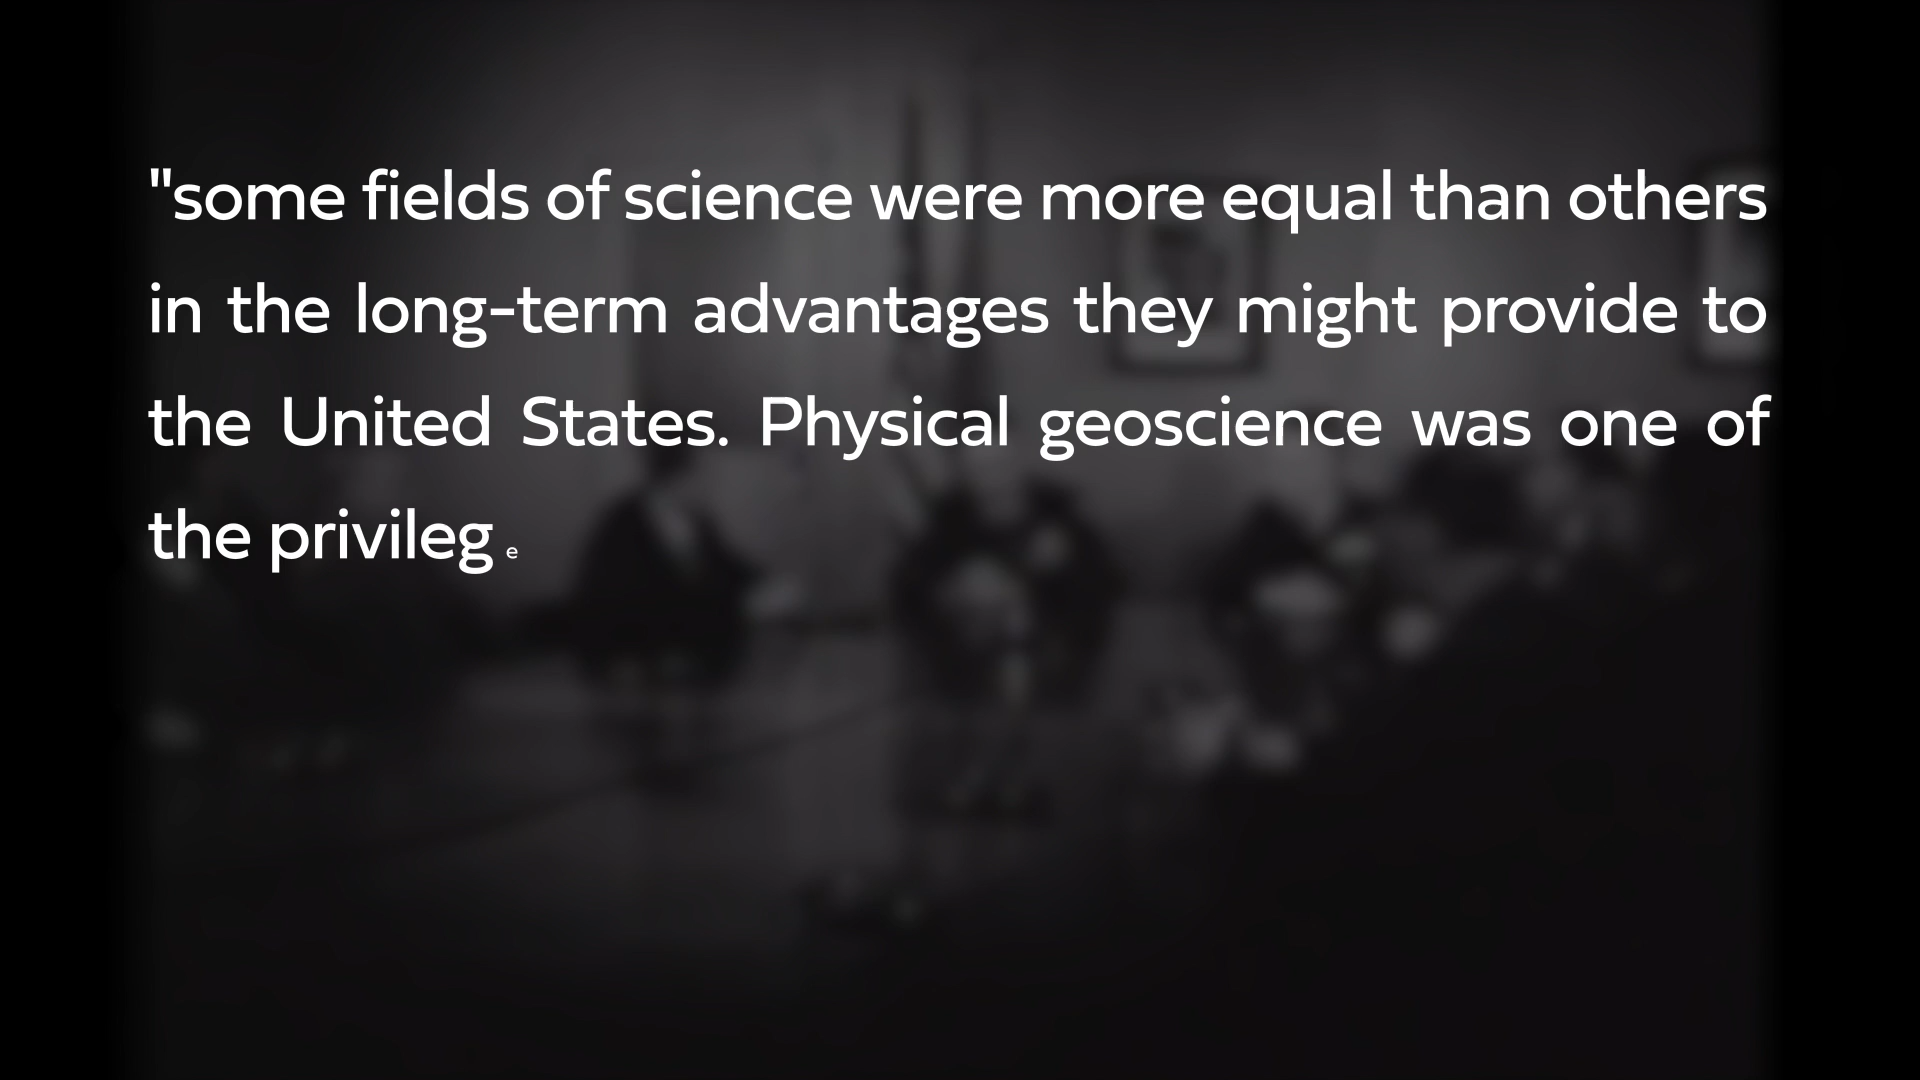 "some fields of science were more equal than others
in the long-term advantages they might provide to
the United States. Physical geoscience was one of
the privilege